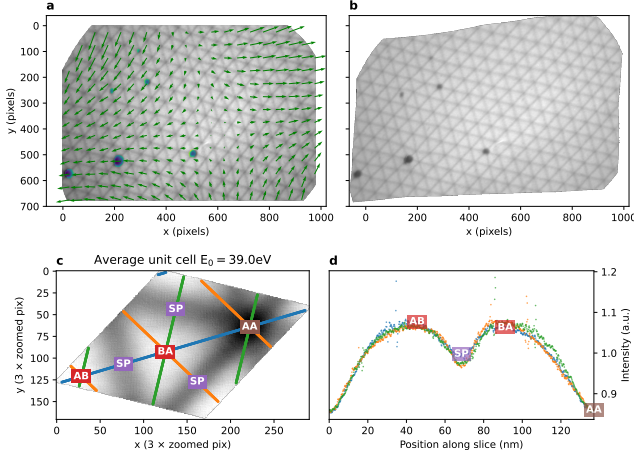 a
b
0
100
200
300
400
500
600
700
y (pixels)
0
200
400
600
800
1000
x (pixels)
0
200
400
600
800
1000
x (pixels)
c
Average unit cell E₀ = 39.0eV
d
0
25
50
75
100
125
150
y (3 × zoomed pix)
SP
AA
BA
SP
AB
SP
0
50
100
150
200
250
x (3 × zoomed pix)
AB
BA
SP
AA
1.2
1.1
1.0
0.9
Intensity (a.u.)
0
20
40
60
80
100
120
Position along slice (nm)